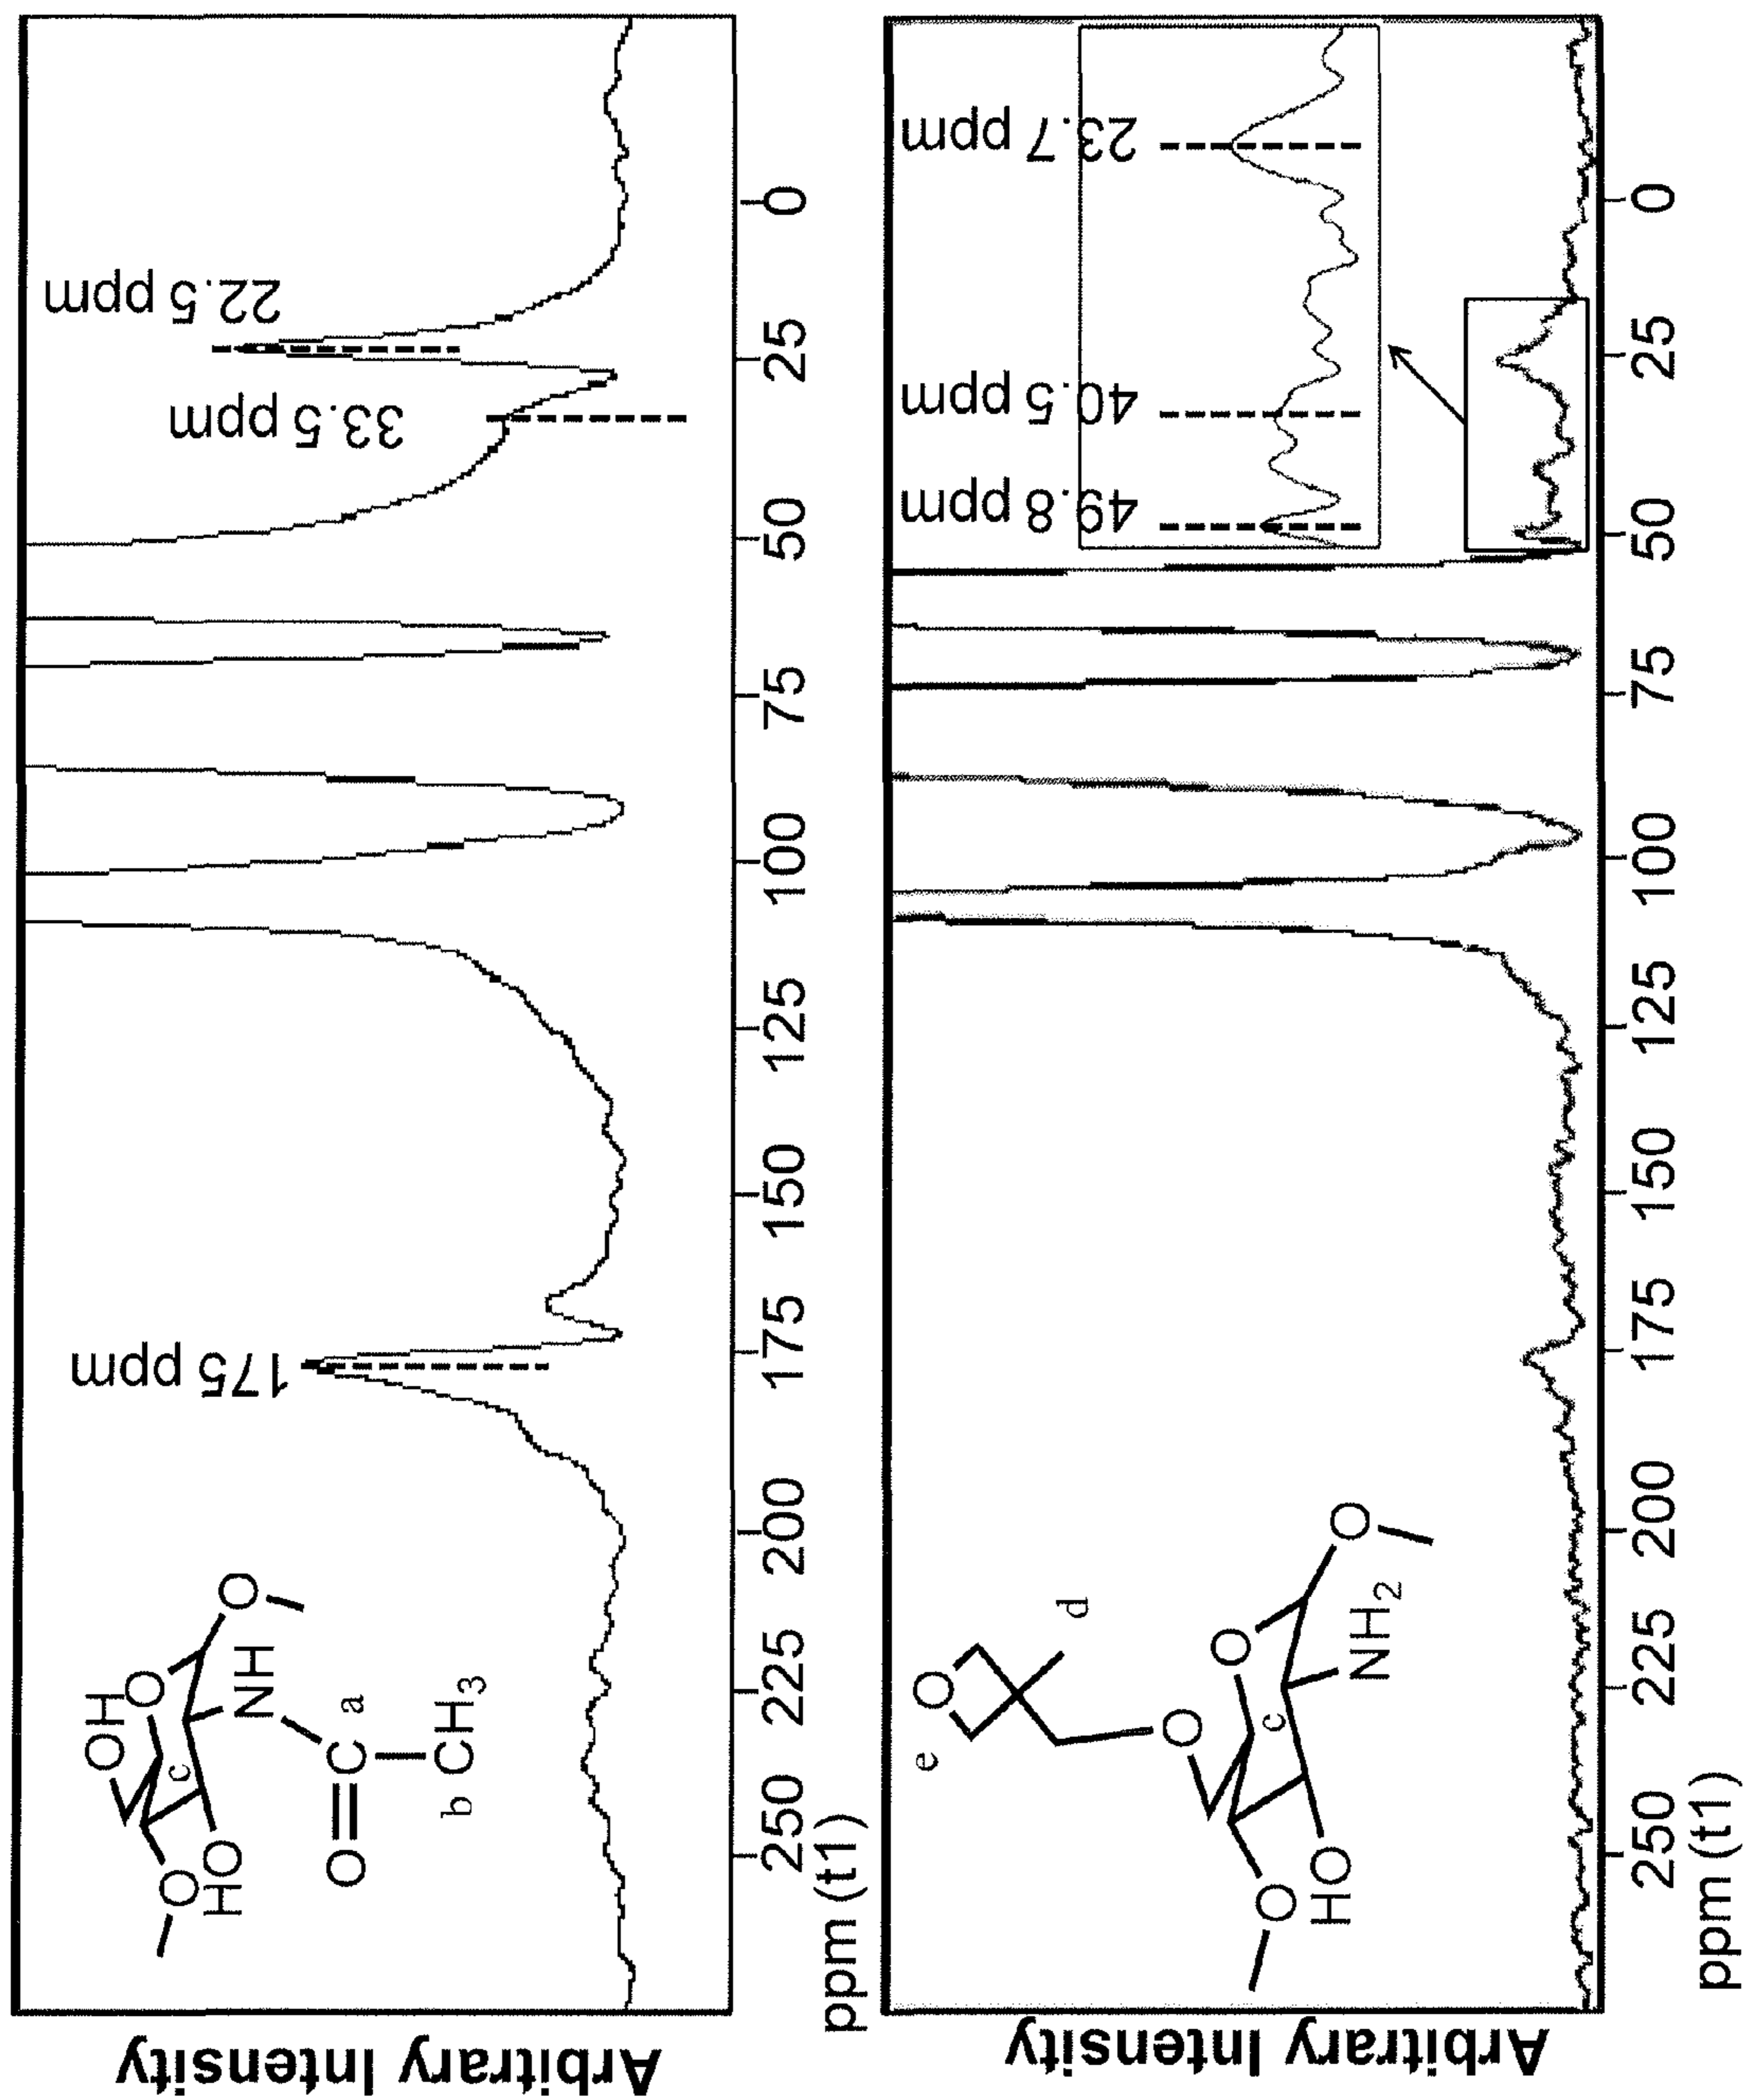 Arbitrary Intensity
OH
O
O
c
NH
O
HO
a
O
C
b
CH3
175 ppm
33.5 ppm
22.5 ppm
250
225
200
175
150
125
100
75
50
25
0
ppm (t1)
Arbitrary Intensity
O
e
d
O
O
O
c
NH2
O
HO
49.8 ppm
40.5 ppm
23.7 ppm
250
225
200
175
150
125
100
75
50
25
0
ppm (t1)